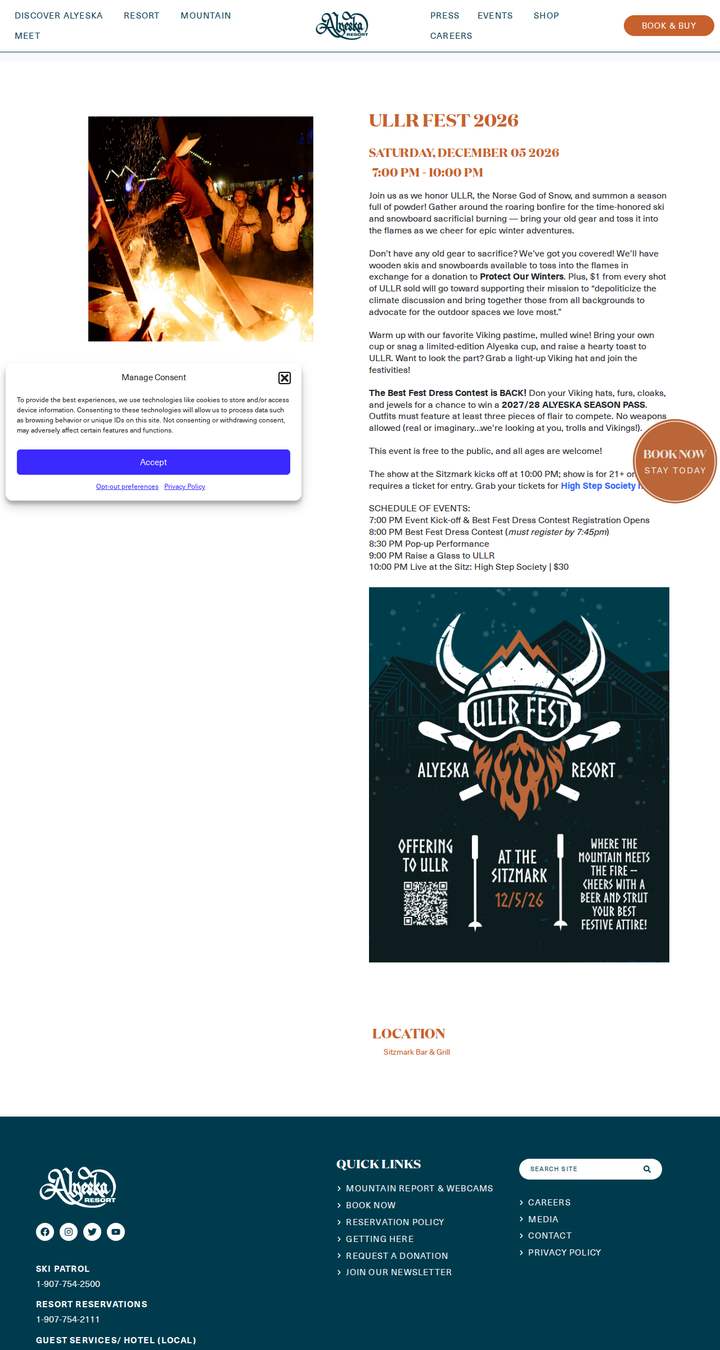 DISCOVER ALYESKA
RESORT
MOUNTAIN
MEET
Alyeska
RESORT
PRESS
EVENTS
SHOP
CAREERS
BOOK & BUY
ULLR FEST 2026
SATURDAY, DECEMBER 05 2026
7:00 PM - 10:00 PM
Join us as we honor ULLR, the Norse God of Snow, and summon a season
full of powder! Gather around the roaring bonfire for the time-honored ski
and snowboard sacrificial burning — bring your old gear and toss it into
the flames as we cheer for epic winter adventures.
Don't have any old gear to sacrifice? We've got you covered! We'll have
wooden skis and snowboards available to toss into the flames in
exchange for a donation to Protect Our Winters. Plus, $1 from every shot
of ULLR sold will go toward supporting their mission to "depoliticize the
climate discussion and bring together those from all backgrounds to
advocate for the outdoor spaces we love most."
Warm up with our favorite Viking pastime, mulled wine! Bring your own
cup or snag a limited-edition Alyeska cup, and raise a hearty toast to
ULLR. Want to look the part? Grab a light-up Viking hat and join the
festivities!
The Best Fest Dress Contest is BACK! Don your Viking hats, furs, cloaks,
and jewels for a chance to win a 2027/28 ALYESKA SEASON PASS.
Outfits must feature at least three pieces of flair to compete. No weapons
allowed (real or imaginary...we're looking at you, trolls and Vikings!).
This event is free to the public, and all ages are welcome!
The show at the Sitzmark kicks off at 10:00 PM; show is for 21+ or
requires a ticket for entry. Grab your tickets for High Step Society
SCHEDULE OF EVENTS:
7:00 PM Event Kick-off & Best Fest Dress Contest Registration Opens
8:00 PM Best Fest Dress Contest (must register by 7:45pm)
8:30 PM Pop-up Performance
9:00 PM Raise a Glass to ULLR
10:00 PM Live at the Sitz: High Step Society | $30
BOOK NOW
STAY TODAY
Manage Consent
To provide the best experiences, we use technologies like cookies to store and/or access
device information. Consenting to these technologies will allow us to process data such
as browsing behavior or unique IDs on this site. Not consenting or withdrawing consent,
may adversely affect certain features and functions.
Accept
Opt-out preferences
Privacy Policy
ULLR FEST
ALYESKA
RESORT
OFFERING
TO ULLR
AT THE
SITZMARK
12/5/26
WHERE THE
MOUNTAIN MEETS
THE FIRE –
CHEERS WITH A
BEER AND STRUT
YOUR BEST
FESTIVE ATTIRE!
LOCATION
Sitzmark Bar & Grill
Alyeska
RESORT
SKI PATROL
1-907-754-2500
RESORT RESERVATIONS
1-907-754-2111
GUEST SERVICES/ HOTEL (LOCAL)
QUICK LINKS
MOUNTAIN REPORT & WEBCAMS
BOOK NOW
RESERVATION POLICY
GETTING HERE
REQUEST A DONATION
JOIN OUR NEWSLETTER
SEARCH SITE
CAREERS
MEDIA
CONTACT
PRIVACY POLICY